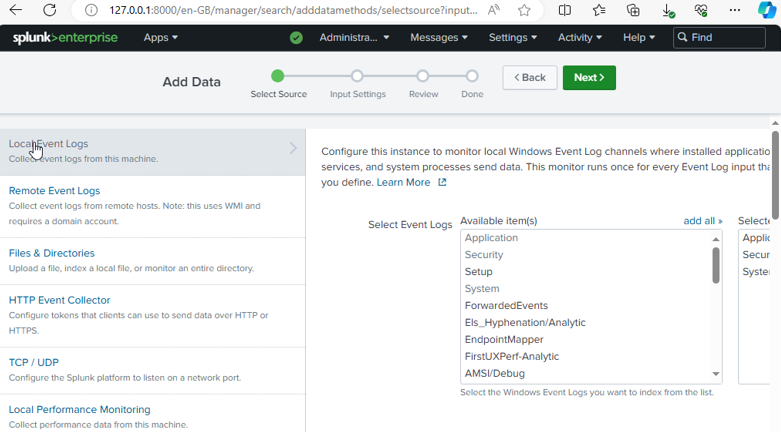 127.0.0.1:8000/en-GB/manager/search/adddatamethods/selectsource?input...
splunk>enterprise Apps Administra... Messages Settings Activity Help Find
Add Data
Select Source Input Settings Review Done
< Back Next >
Local Event Logs
Collect event logs from this machine.
Remote Event Logs
Collect event logs from remote hosts. Note: this uses WMI and
requires a domain account.
Files & Directories
Upload a file, index a local file, or monitor an entire directory.
HTTP Event Collector
Configure tokens that clients can use to send data over HTTP or
HTTPS.
TCP / UDP
Configure the Splunk platform to listen on a network port.
Local Performance Monitoring
Collect performance data from this machine.
Configure this instance to monitor local Windows Event Log channels where installed applicatio
services, and system processes send data. This monitor runs once for every Event Log input tha
you define. Learn More
Select Event Logs
Available item(s) add all »
Application
Security
Setup
System
ForwardedEvents
Els_Hyphenation/Analytic
EndpointMapper
FirstUXPerf-Analytic
AMSI/Debug
Selecte
Applic
Secur
Syste
Select the Windows Event Logs you want to index from the list.